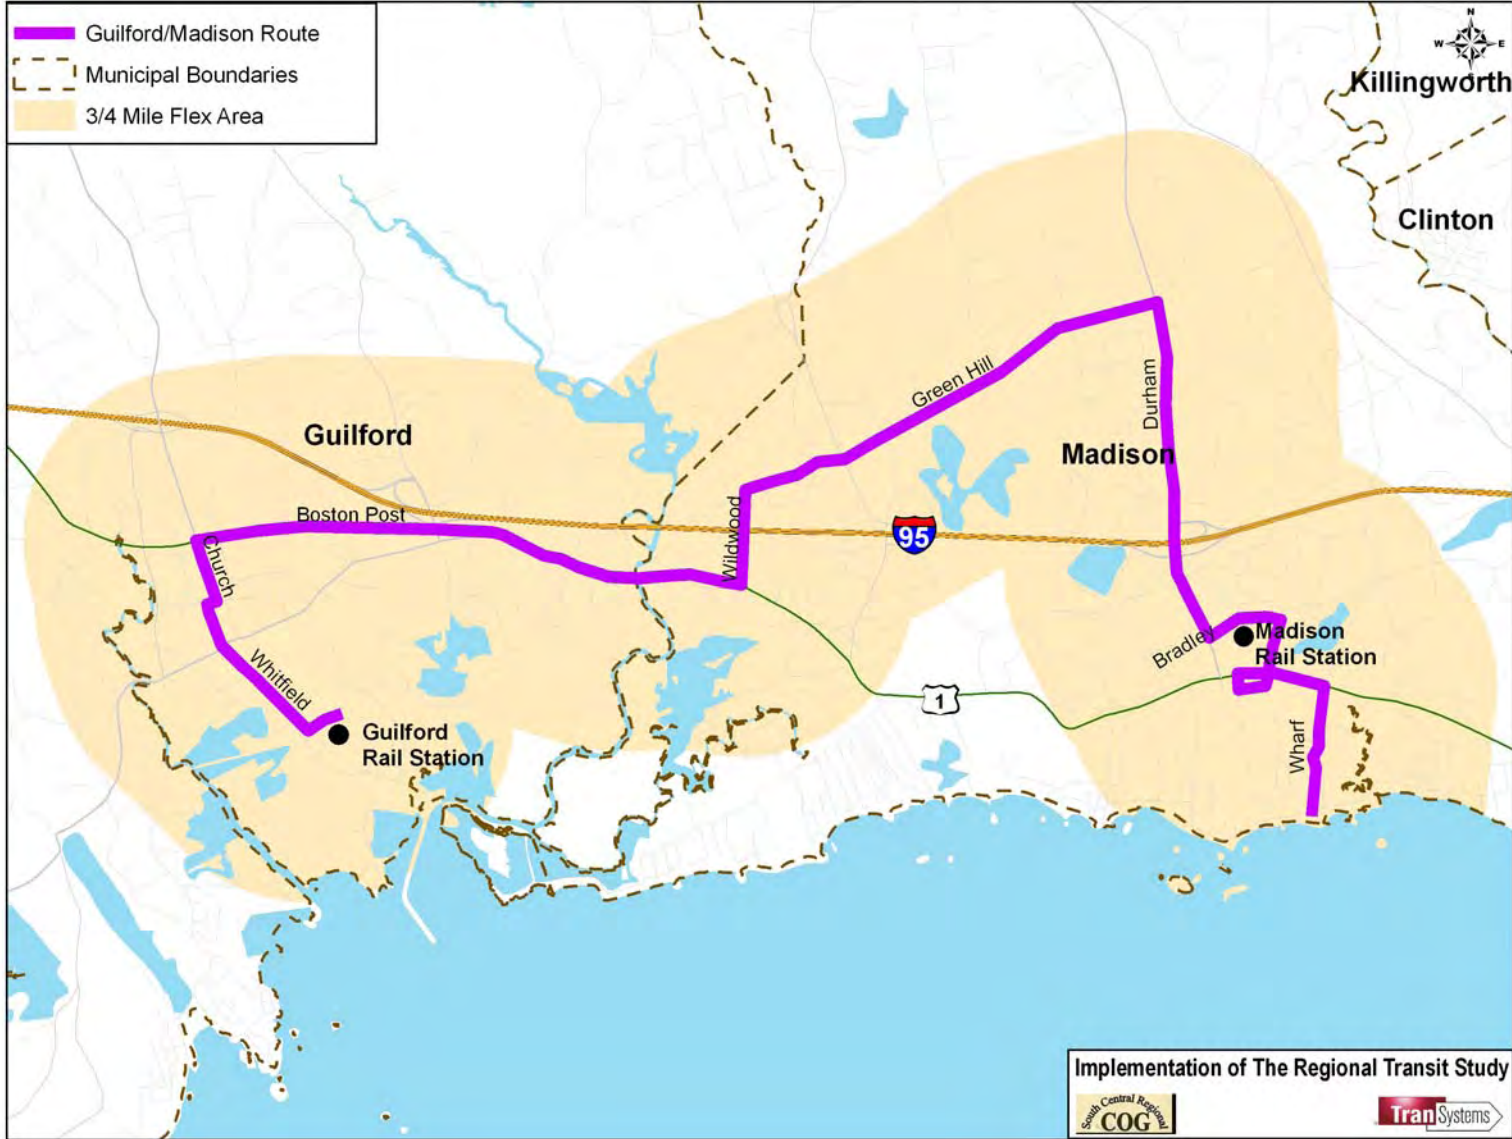 Guilford/Madison Route
Municipal Boundaries
3/4 Mile Flex Area
N
W
E
S
Killingworth
Clinton
Green Hill
Durham
Guilford
Madison
Boston Post
Wildwood
95
Church
Bradley
Madison
Rail Station
Whitfield
1
Guilford
Rail Station
Wharf
Implementation of The Regional Transit Study
South Central Regional
COG
TranSystems